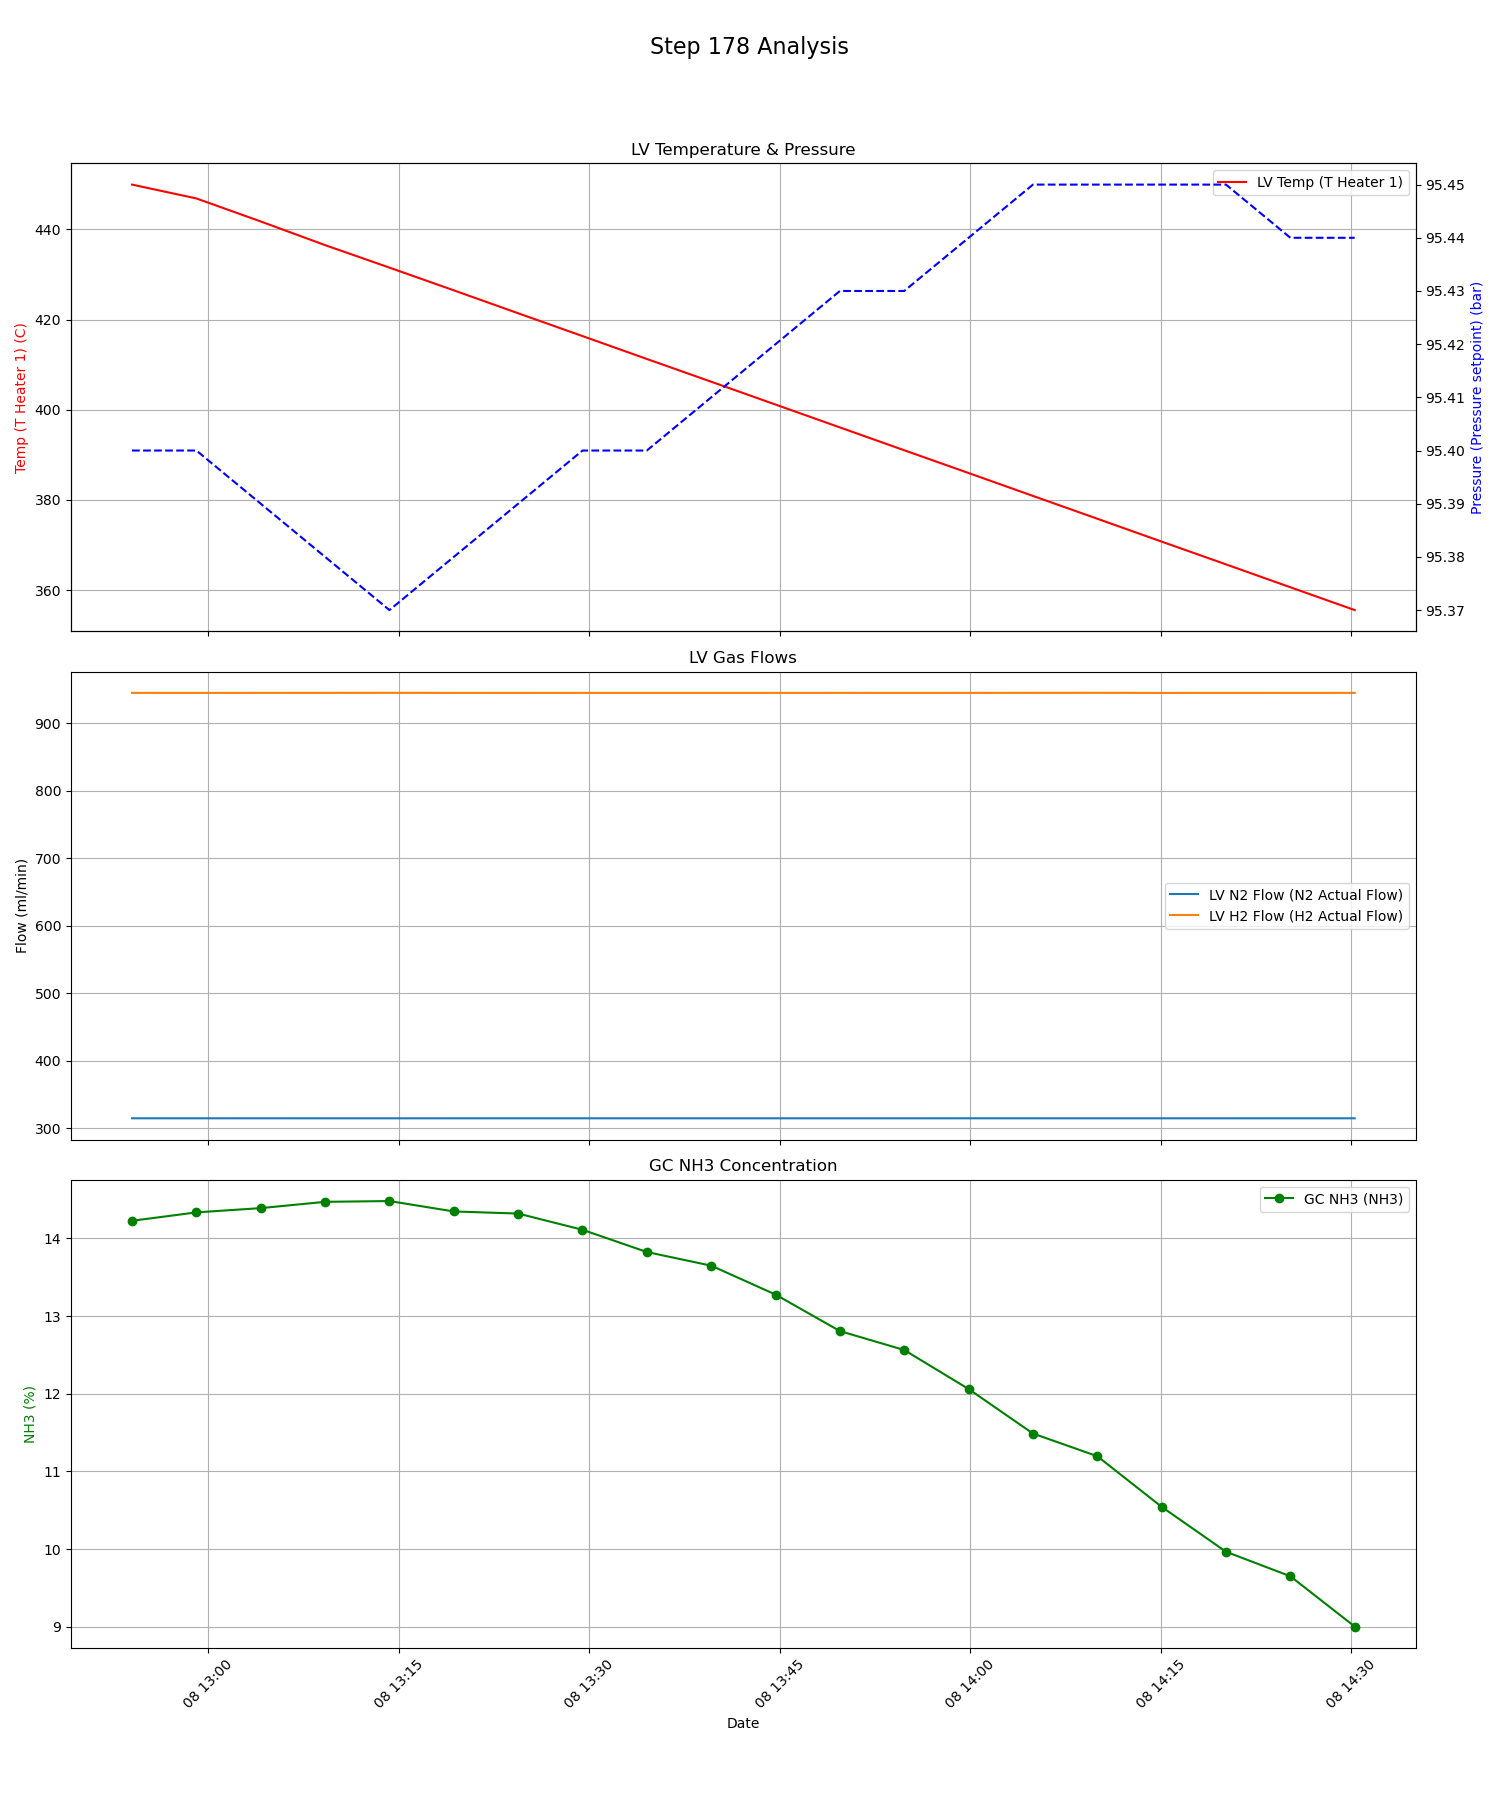 Step 178 Analysis
LV Temperature & Pressure
Temp (T Heater 1) (C)
440
420
400
380
360
LV Temp (T Heater 1)
95.45
95.44
95.43
95.42
95.41
95.40
95.39
95.38
95.37
Pressure (Pressure setpoint) (bar)
LV Gas Flows
Flow (ml/min)
900
800
700
600
500
400
300
LV N2 Flow (N2 Actual Flow)
LV H2 Flow (H2 Actual Flow)
GC NH3 Concentration
NH3 (%)
14
13
12
11
10
9
GC NH3 (NH3)
08 13:00
08 13:15
08 13:30
08 13:45
08 14:00
08 14:15
08 14:30
Date